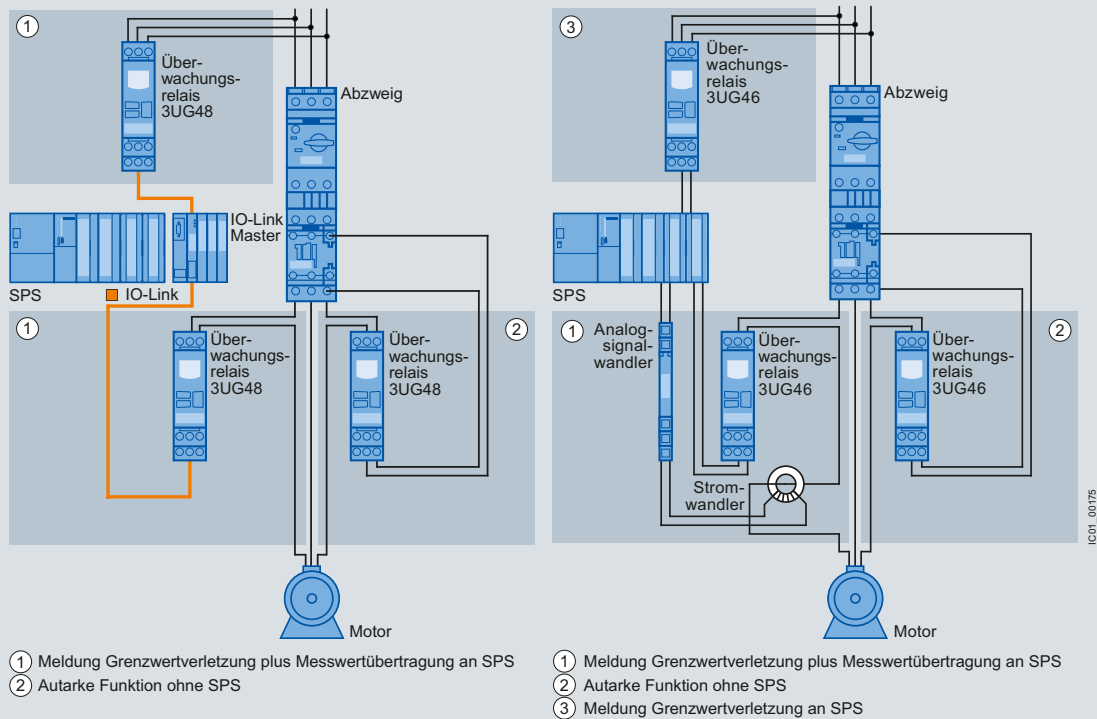 1
Über-
wachungs-
relais
3UG48
Abzweig
IO-Link
Master
SPS
IO-Link
1
Über-
wachungs-
relais
3UG48
Über-
wachungs-
relais
3UG48
2
Motor
1 Meldung Grenzwertverletzung plus Messwertübertragung an SPS
2 Autarke Funktion ohne SPS
3
Über-
wachungs-
relais
3UG46
Abzweig
SPS
1
Analog-
signal-
wandler
Über-
wachungs-
relais
3UG46
Über-
wachungs-
relais
3UG46
2
Strom-
wandler
Motor
1 Meldung Grenzwertverletzung plus Messwertübertragung an SPS
2 Autarke Funktion ohne SPS
3 Meldung Grenzwertverletzung an SPS
IC01_00175